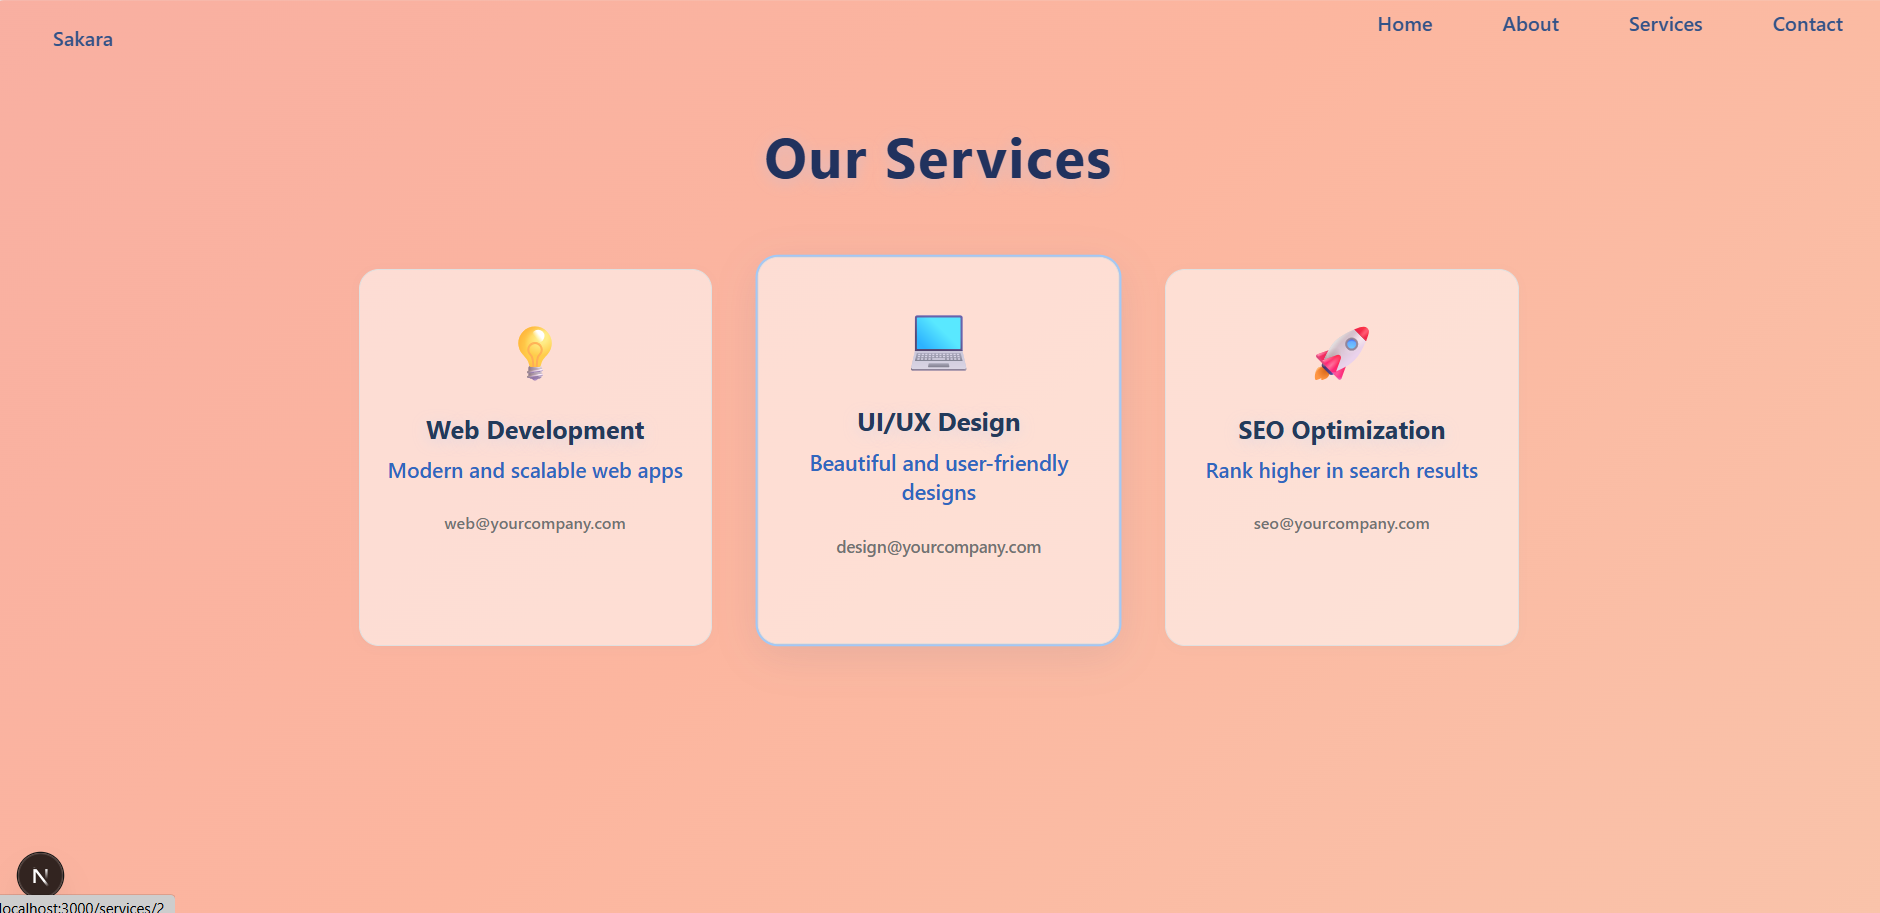 Sakara
Home
About
Services
Contact
Our Services
Web Development
Modern and scalable web apps
web@yourcompany.com
UI/UX Design
Beautiful and user-friendly
designs
design@yourcompany.com
SEO Optimization
Rank higher in search results
seo@yourcompany.com
N
localhost:3000/services/2